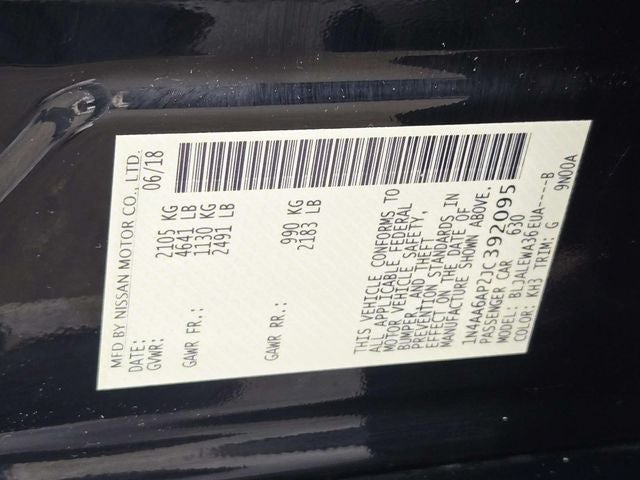 MFD BY NISSAN MOTOR CO., LTD.
DATE: 06/18
GVWR: 2105 KG
4641 LB
GAWR FR.: 1130 KG
2491 LB
GAWR RR.: 990 KG
2183 LB
THIS VEHICLE CONFORMS TO
ALL APPLICABLE FEDERAL
MOTOR VEHICLE SAFETY,
BUMPER, AND THEFT
PREVENTION STANDARDS IN
EFFECT ON THE DATE OF
MANUFACTURE SHOWN ABOVE.
1N4AA6AP2JC392095
PASSENGER CAR 630
MODEL: BLJALEWA36EUA----B
COLOR: KH3 TRIM: G 9N00A